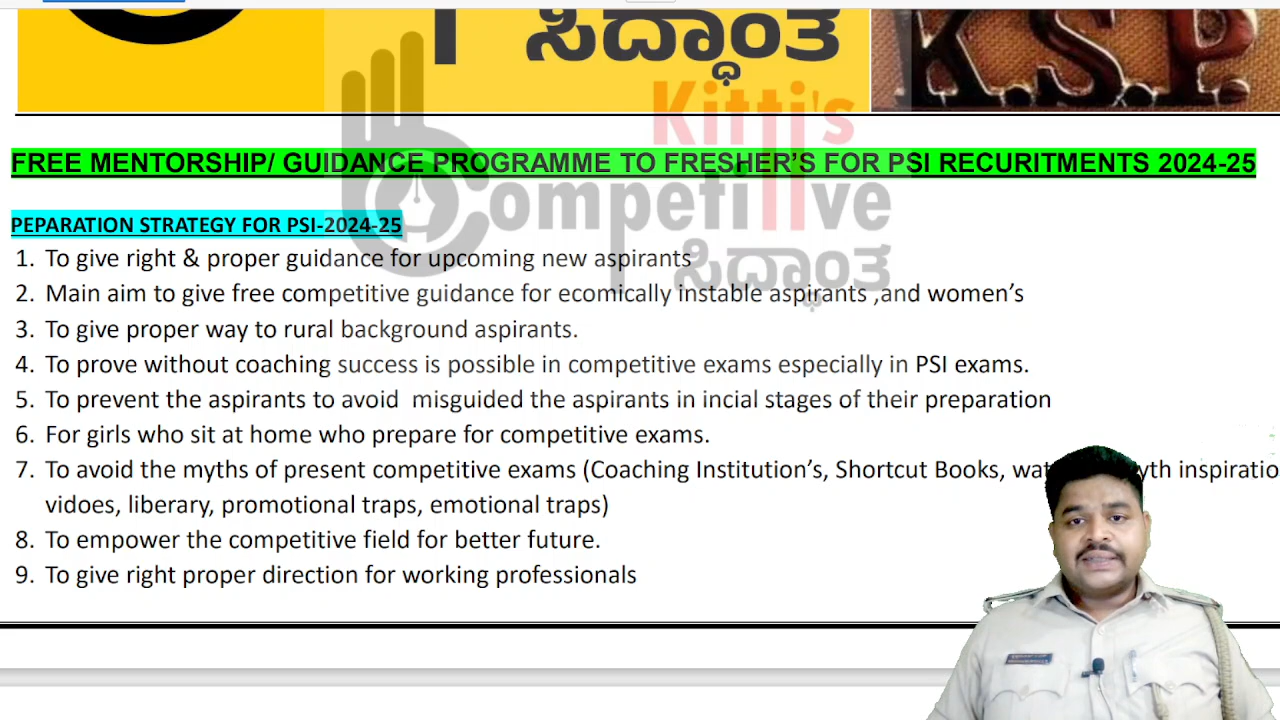 ಸಿದ್ಧಾಂತ
K.S.P.
Kitti's
FREE MENTORSHIP/ GUIDANCE PROGRAMME TO FRESHER’S FOR PSI RECURITMENTS 2024-25
Competitive
PEPARATION STRATEGY FOR PSI-2024-25
ಸಿದ್ಧಾಂತ
1. To give right & proper guidance for upcoming new aspirants
2. Main aim to give free competitive guidance for ecomically instable aspirants ,and women’s
3. To give proper way to rural background aspirants.
4. To prove without coaching success is possible in competitive exams especially in PSI exams.
5. To prevent the aspirants to avoid  misguided the aspirants in incial stages of their preparation
6. For girls who sit at home who prepare for competitive exams.
7. To avoid the myths of present competitive exams (Coaching Institution’s, Shortcut Books,
vidoes, liberary, promotional traps, emotional traps)
8. To empower the competitive field for better future.
9. To give right proper direction for working professionals